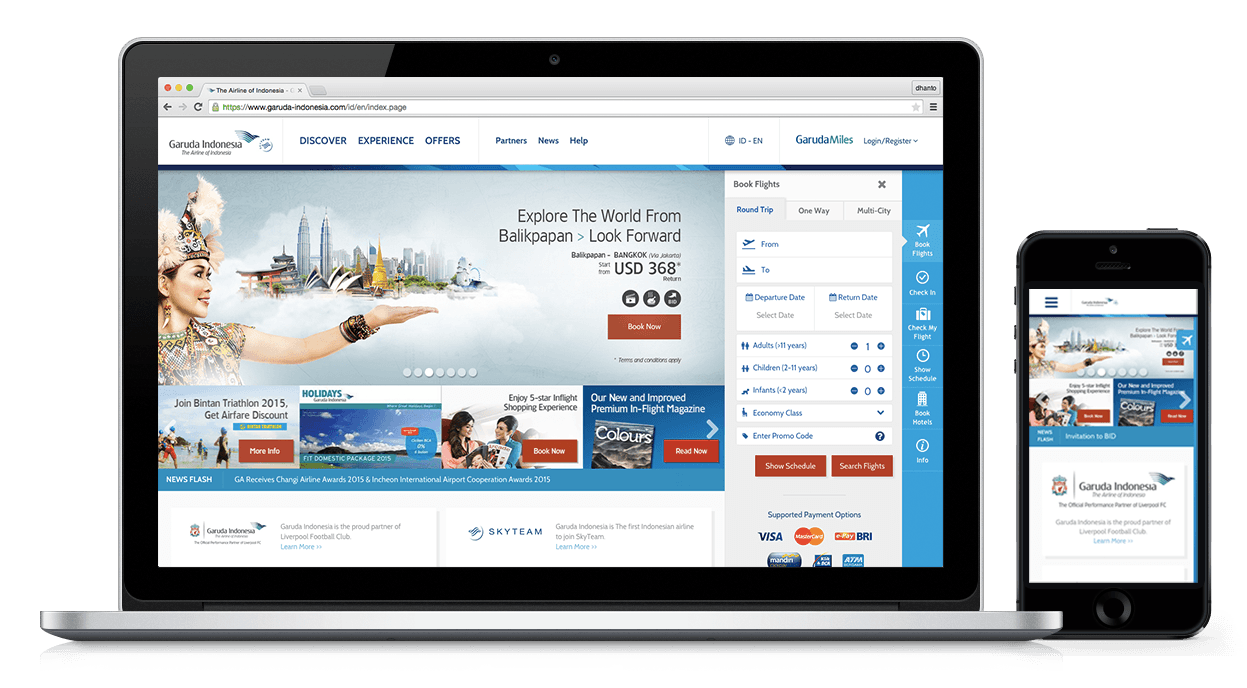 The Airline of Indonesia -
dhanto
https://www.garuda-indonesia.com/id/en/index.page
Garuda Indonesia
The Airline of Indonesia
DISCOVER EXPERIENCE OFFERS
Partners News Help
ID - EN
GarudaMiles
Login/Register
Explore The World From
Balikpapan > Look Forward
Balikpapan - BANGKOK (Via Jakarta)
Start
from
USD 368*
Return
BID
Book Now
* Terms and conditions apply
Book Flights
Round Trip
One Way
Multi-City
From
To
Departure Date
Return Date
Select Date
Select Date
Adults (>11 years)
1
Children (2-11 years)
0
Infants (<2 years)
0
Economy Class
Enter Promo Code
?
Show Schedule
Search Flights
Supported Payment Options
VISA
MasterCard
e-Pay BRI
mandiri
KlikBCA
ATM
Book
Flights
Check In
Check My
Flight
Show
Schedule
Book
Hotels
Info
Join Bintan Triathlon 2015,
Get Airfare Discount
BINTAN TRIATHLON
More Info
HOLIDAYS
Garuda Indonesia
0%
FIT DOMESTIC PACKAGE 2015
Enjoy 5-star Inflight
Shopping Experience
Book Now
Our New and Improved
Premium In-Flight Magazine
Colours
Read Now
NEWS FLASH
GA Receives Changi Airline Awards 2015 & Incheon International Airport Cooperation Awards 2015
Garuda Indonesia
The Official Performance Partner of Liverpool FC
Garuda Indonesia is the proud partner of
Liverpool Football Club.
Learn More >>
SKYTEAM
Garuda Indonesia is The first Indonesian airline
to join SkyTeam.
Learn More >>
Garuda Indonesia
Explore The World From
Balikpapan > Look Forward
Enjoy 5-star Inflight
Shopping Experience
Book Now
Our New and Improved
Premium In-Flight Magazine
Colours
Read Now
NEWS
FLASH
Invitation to BID
Garuda Indonesia
The Airline of Indonesia
The Official Performance Partner of Liverpool FC
Garuda Indonesia is the proud partner of
Liverpool Football Club.
Learn More >>